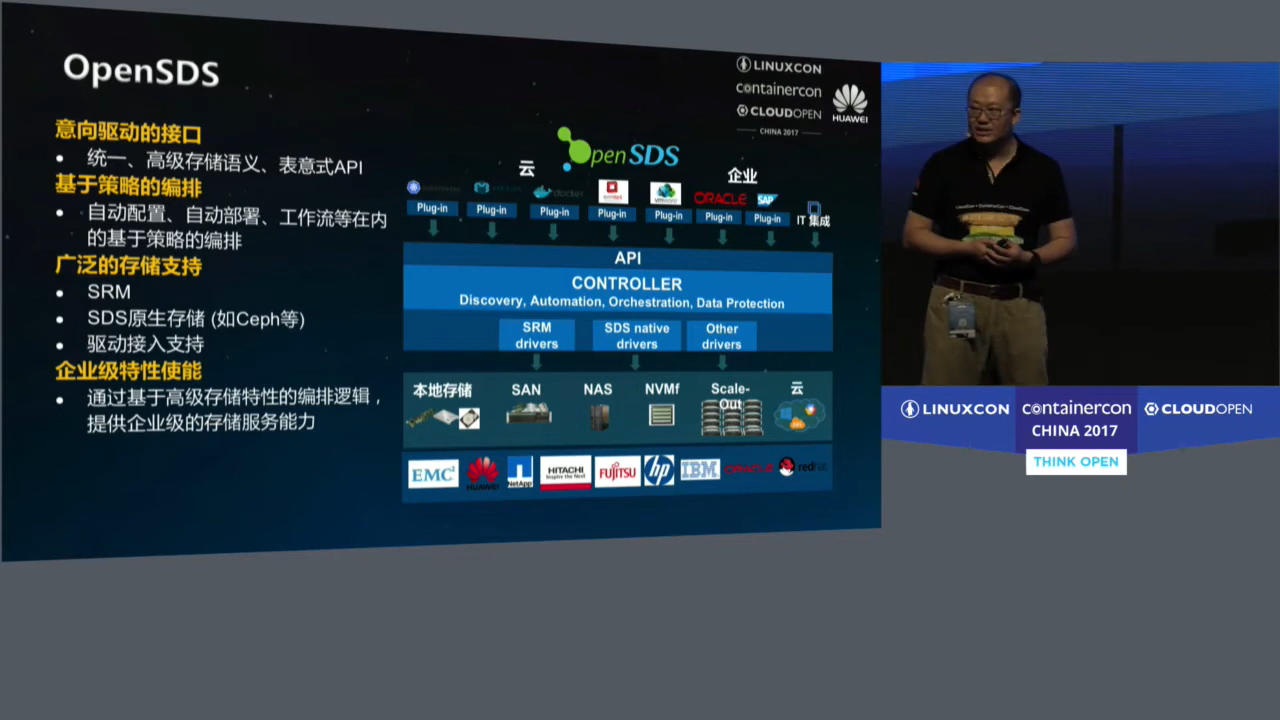 OpenSDS
意向驱动的接口
• 统一、高级存储语义、表意式API
基于策略的编排
• 自动配置、自动部署、工作流等在内
的基于策略的编排
广泛的存储支持
• SRM
• SDS原生存储 (如Ceph等)
• 驱动接入支持
企业级特性使能
• 通过基于高级存储特性的编排逻辑，
提供企业级的存储服务能力
LINUXCON
containercon
CLOUDOPEN
CHINA 2017
HUAWEI
OpenSDS
云
企业
docker
vmware
ORACLE
SAP
Plug-in
Plug-in
Plug-in
Plug-in
Plug-in
Plug-in
Plug-in
IT 集成
API
CONTROLLER
Discovery, Automation, Orchestration, Data Protection
SRM
drivers
SDS native
drivers
Other
drivers
本地存储
SAN
NAS
NVMf
Scale-
Out
云
EMC²
HUAWEI
NetApp
HITACHI
Inspire the Next
FUJITSU
hp
IBM
ORACLE
redhat
LINUXCON
containercon
CHINA 2017
CLOUDOPEN
THINK OPEN